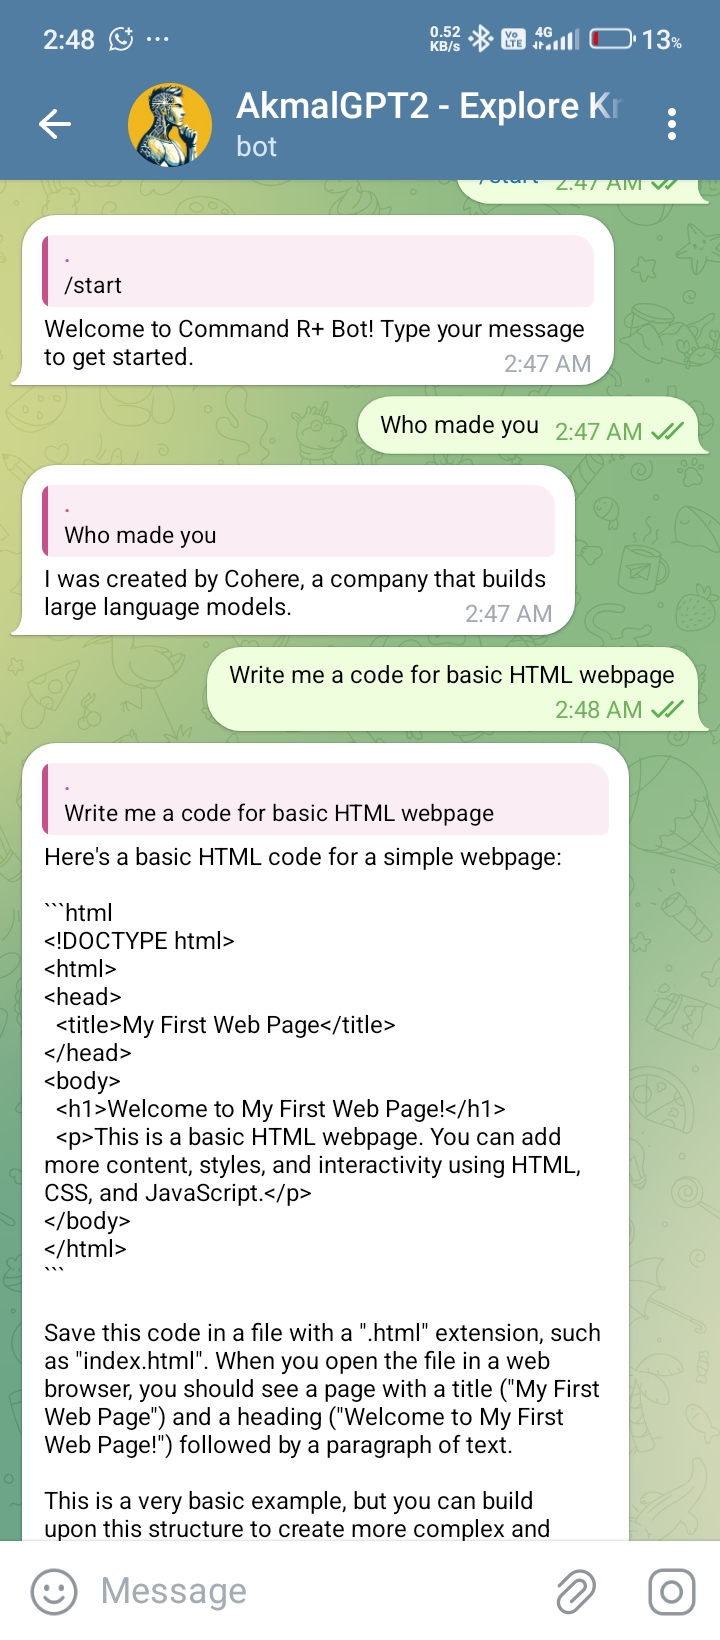 2:48
0.52
KB/s
Vo
LTE
4G
13%
AkmalGPT2 - Explore Kr
bot
/start 2:47 AM
.
/start
Welcome to Command R+ Bot! Type your message
to get started.
2:47 AM
Who made you 2:47 AM
.
Who made you
I was created by Cohere, a company that builds
large language models.
2:47 AM
Write me a code for basic HTML webpage
2:48 AM
.
Write me a code for basic HTML webpage
Here's a basic HTML code for a simple webpage:
```html
<!DOCTYPE html>
<html>
<head>
  <title>My First Web Page</title>
</head>
<body>
  <h1>Welcome to My First Web Page!</h1>
  <p>This is a basic HTML webpage. You can add
more content, styles, and interactivity using HTML,
CSS, and JavaScript.</p>
</body>
</html>
```
Save this code in a file with a ".html" extension, such
as "index.html". When you open the file in a web
browser, you should see a page with a title ("My First
Web Page") and a heading ("Welcome to My First
Web Page!") followed by a paragraph of text.
This is a very basic example, but you can build
upon this structure to create more complex and
Message